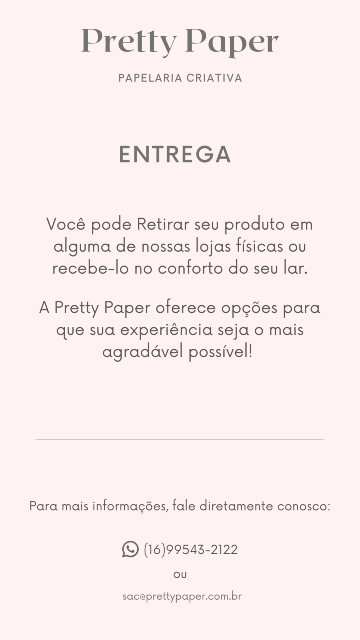 Pretty Paper
PAPELARIA CRIATIVA
ENTREGA
Você pode Retirar seu produto em
alguma de nossas lojas físicas ou
recebe-lo no conforto do seu lar.
A Pretty Paper oferece opções para
que sua experiência seja o mais
agradável possível!
Para mais informações, fale diretamente conosco:
(16)99543-2122
ou
sac@prettypaper.com.br